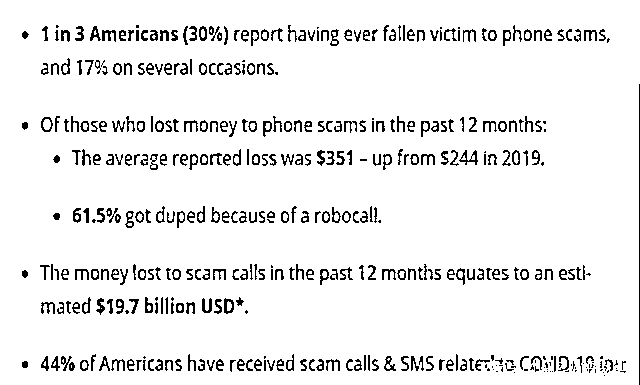 • 1 in 3 Americans (30%) report having ever fallen victim to phone scams,
and 17% on several occasions.
• Of those who lost money to phone scams in the past 12 months:
• The average reported loss was $351 – up from $244 in 2019.
• 61.5% got duped because of a robocall.
• The money lost to scam calls in the past 12 months equates to an esti-
mated $19.7 billion USD*.
• 44% of Americans have received scam calls & SMS related to COVID-19